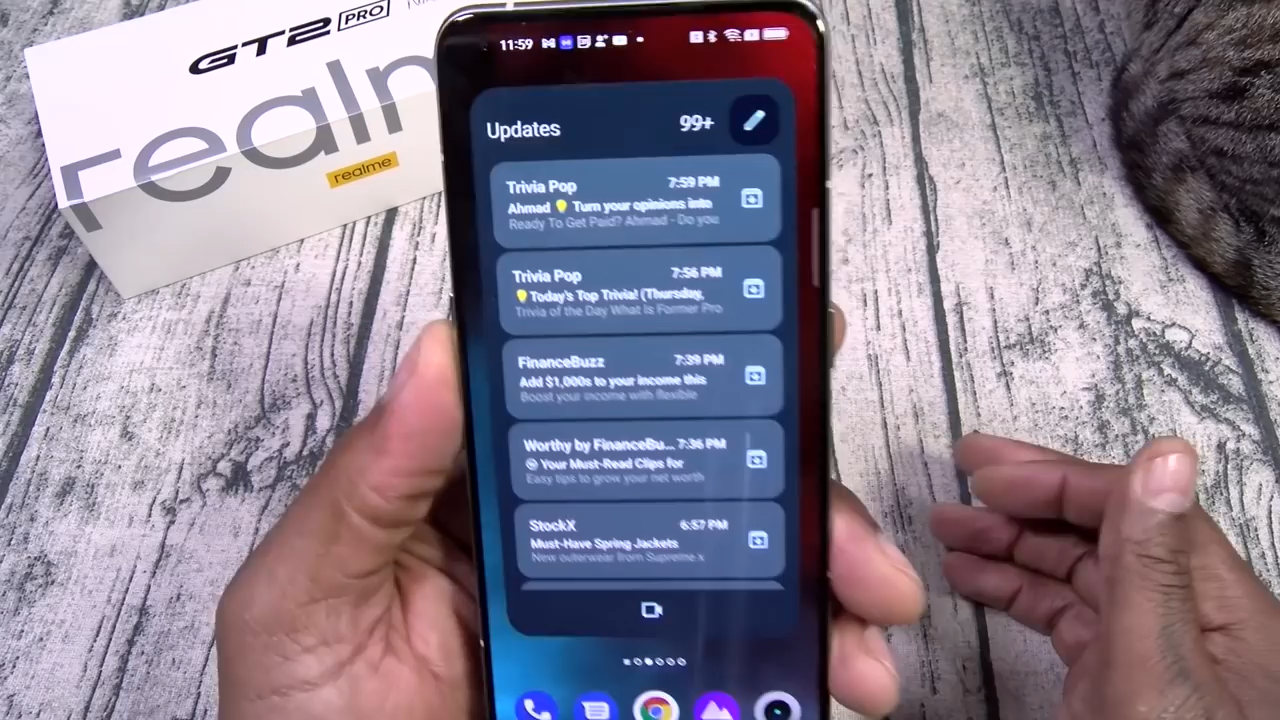 GT2 PRO
realm
realme
11:59
Updates
99+
Trivia Pop
7:59 PM
Ahmad 💡 Turn your opinions into
Ready To Get Paid? Ahmad - Do you
Trivia Pop
7:56 PM
💡Today's Top Trivia! (Thursday,
Trivia of the Day What is Former Pro
FinanceBuzz
7:39 PM
Add $1,000s to your income this
Boost your income with flexible
Worthy by FinanceBu... 7:36 PM
Your Must-Read Clips for
Easy tips to grow your net worth
StockX
6:57 PM
Must-Have Spring Jackets
New outerwear from Supreme x